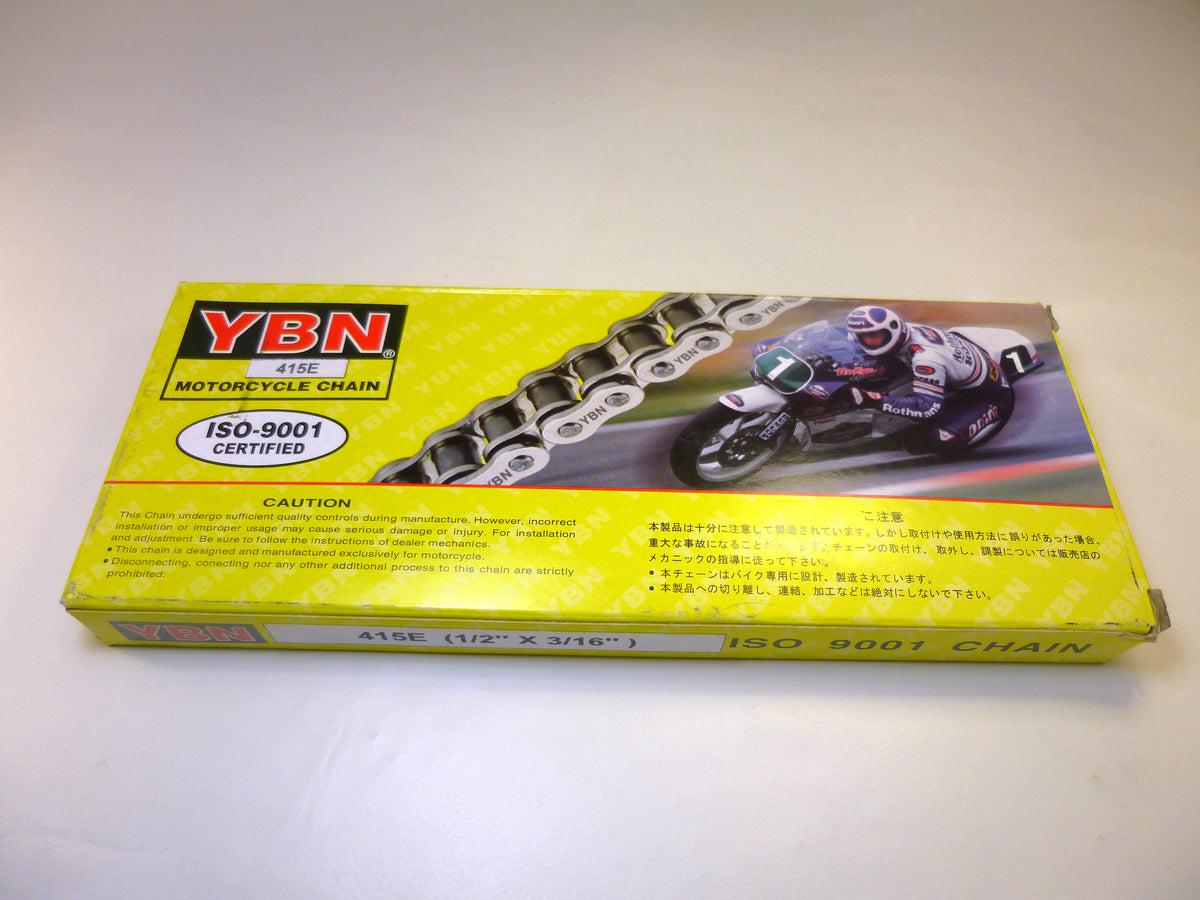 YBN®
415E
MOTORCYCLE CHAIN
ISO-9001
CERTIFIED
YBN
YBN
YBN
YBN
1
1
Rothmans
CAUTION
This Chain undergo sufficient quality controls during manufacture. However, incorrect
installation or improper usage may cause serious damage or injury. For installation
and adjustment. Be sure to follow the instructions of dealer mechanics.
• This chain is designed and manufactured exclusively for motorcycle.
• Disconnecting, conecting nor any other additional process to this chain are strictly
prohibited.
ご注意
本製品は十分に注意して製造されています。しかし取付けや使用方法に誤りがあった場合、
重大な事故になることが チェーンの取付け、取外し、調製については販売店の
メカニックの指導に従って下さい。
• 本チェーンはバイク専用に設計、製造されています。
• 本製品への切り離し、連結、加工などは絶対にしないで下さい。
YBN 415E (1/2" X 3/16") ISO 9001 CHAIN